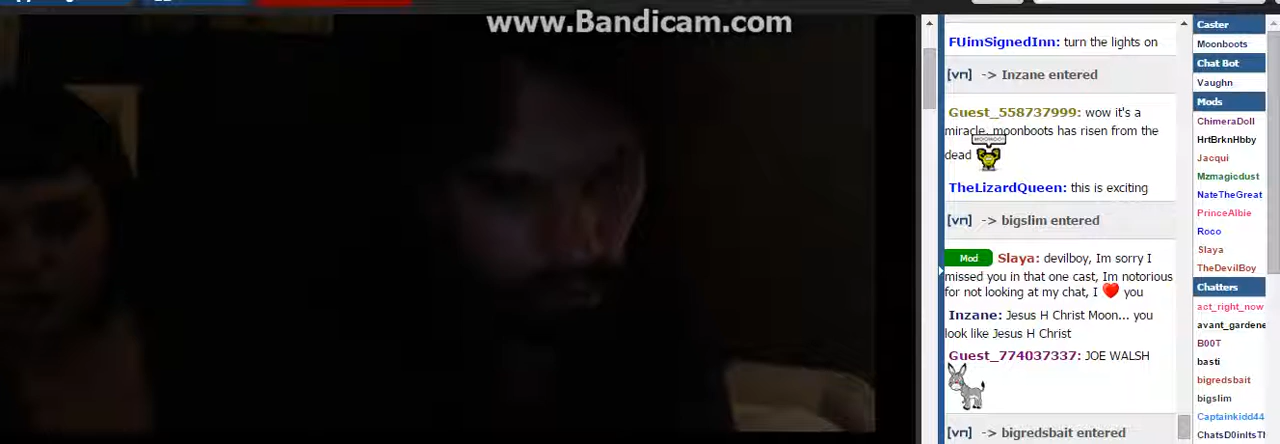 www.Bandicam.com
FUimSignedInn: turn the lights on
[vn] -> Inzane entered
Guest_558737999: wow it's a
miracle, moonboots has risen from the
dead
TheLizardQueen: this is exciting
[vn] -> bigslim entered
Mod Slaya: devilboy, Im sorry I
missed you in that one cast, Im notorious
for not looking at my chat, I ❤ you
Inzane: Jesus H Christ Moon... you
look like Jesus H Christ
Guest_774037337: JOE WALSH
[vn] -> bigredsbait entered
Caster
Moonboots
Chat Bot
Vaughn
Mods
ChimeraDoll
HrtBrknHbby
Jacqui
Mzmagicdust
NateTheGreat
PrinceAlbie
Roco
Slaya
TheDevilBoy
Chatters
act_right_now
avant_gardene
B00T
basti
bigredsbait
bigslim
Captainkidd44
ChatsD0inItsTl